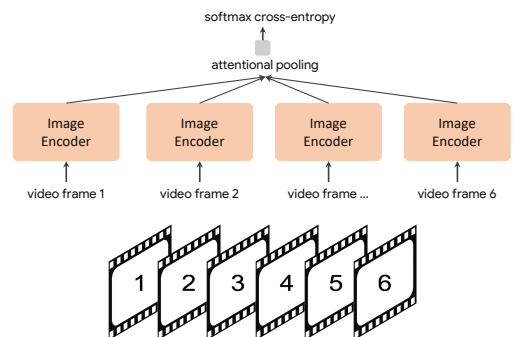 softmax cross-entropy
attentional pooling
Image Encoder
Image Encoder
Image Encoder
Image Encoder
video frame 1
video frame 2
video frame ...
video frame 6
1
2
3
4
5
6